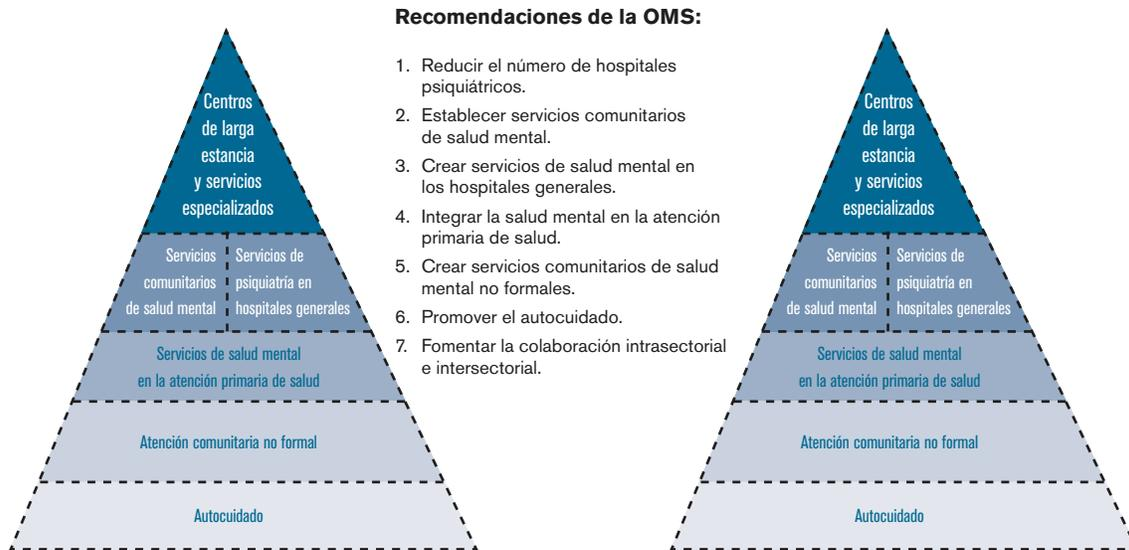 Recomendaciones de la OMS:
Centros
de larga
estancia
y servicios
especializados
Servicios
comunitarios
de salud mental
Servicios de
psiquiatría en
hospitales generales
Servicios de salud mental
en la atención primaria de salud
Atención comunitaria no formal
Autocuidado
1. Reducir el número de hospitales
psiquiátricos.
2. Establecer servicios comunitarios
de salud mental.
3. Crear servicios de salud mental en
los hospitales generales.
4. Integrar la salud mental en la atención
primaria de salud.
5. Crear servicios comunitarios de salud
mental no formales.
6. Promover el autocuidado.
7. Fomentar la colaboración intrasectorial
e intersectorial.
Centros
de larga
estancia
y servicios
especializados
Servicios
comunitarios
de salud mental
Servicios de
psiquiatría en
hospitales generales
Servicios de salud mental
en la atención primaria de salud
Atención comunitaria no formal
Autocuidado